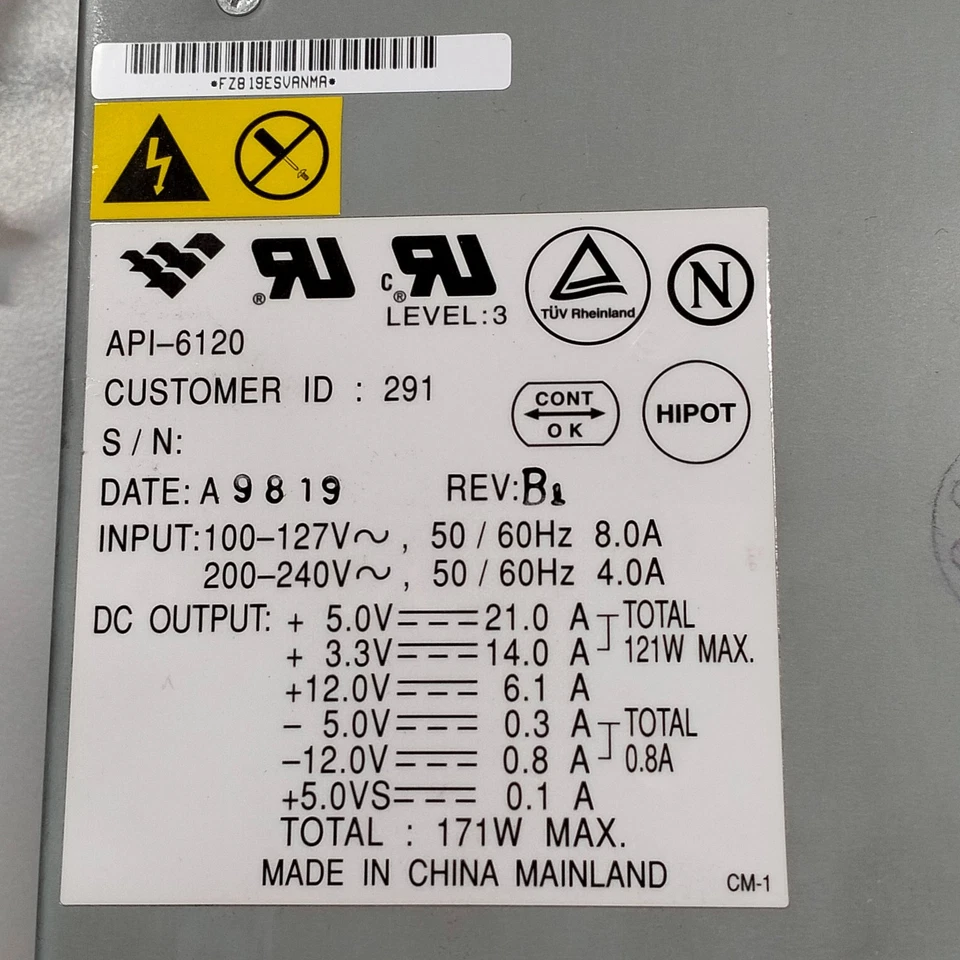 *FZ819ESVANMA*
c
LEVEL:3
TÜV Rheinland
N
API–6120
CUSTOMER ID : 291
CONT
OK
HIPOT
S / N:
DATE: A 9819 REV: B1
INPUT: 100–127V~ , 50 / 60Hz 8.0A
200–240V~ , 50 / 60Hz 4.0A
DC OUTPUT: + 5.0V 21.0 A TOTAL
+ 3.3V 14.0 A 121W MAX.
+12.0V 6.1 A
– 5.0V 0.3 A TOTAL
–12.0V 0.8 A 0.8A
+5.0VS 0.1 A
TOTAL : 171W MAX.
MADE IN CHINA MAINLAND
CM-1